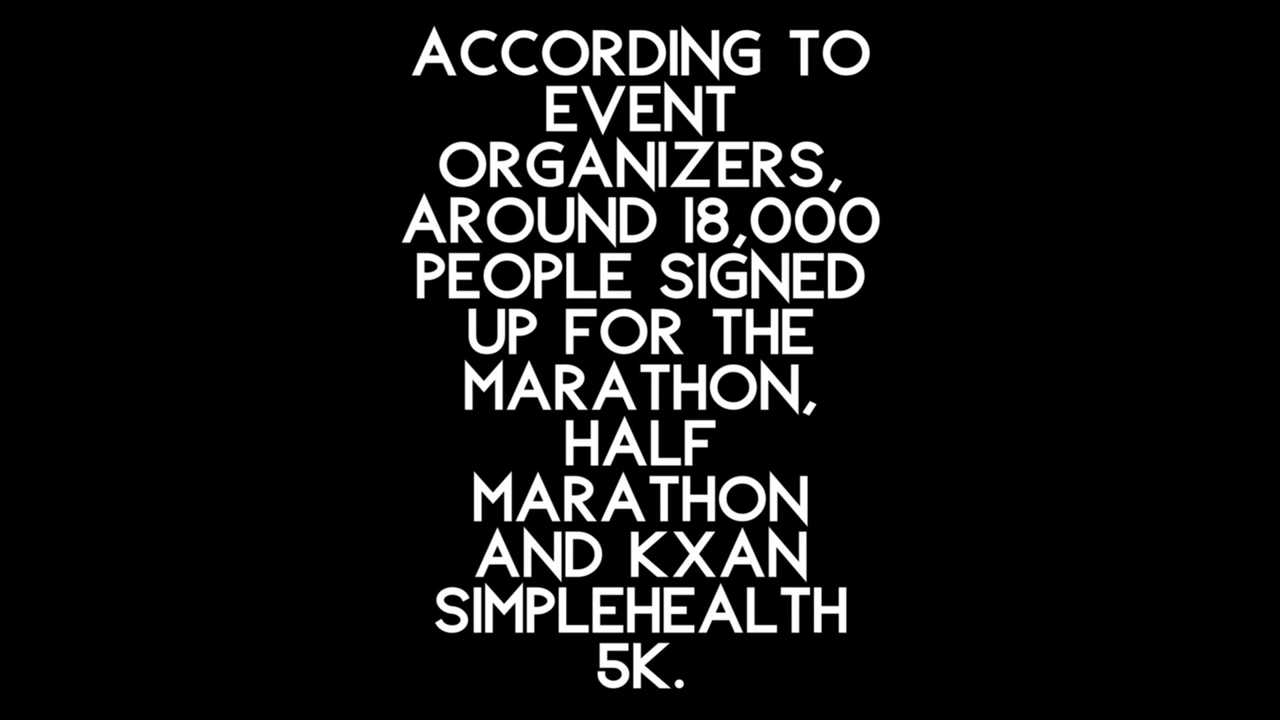 ACCORDING TO
EVENT
ORGANIZERS,
AROUND 18,000
PEOPLE SIGNED
UP FOR THE
MARATHON,
HALF
MARATHON
AND KXAN
SIMPLEHEALTH
5K.